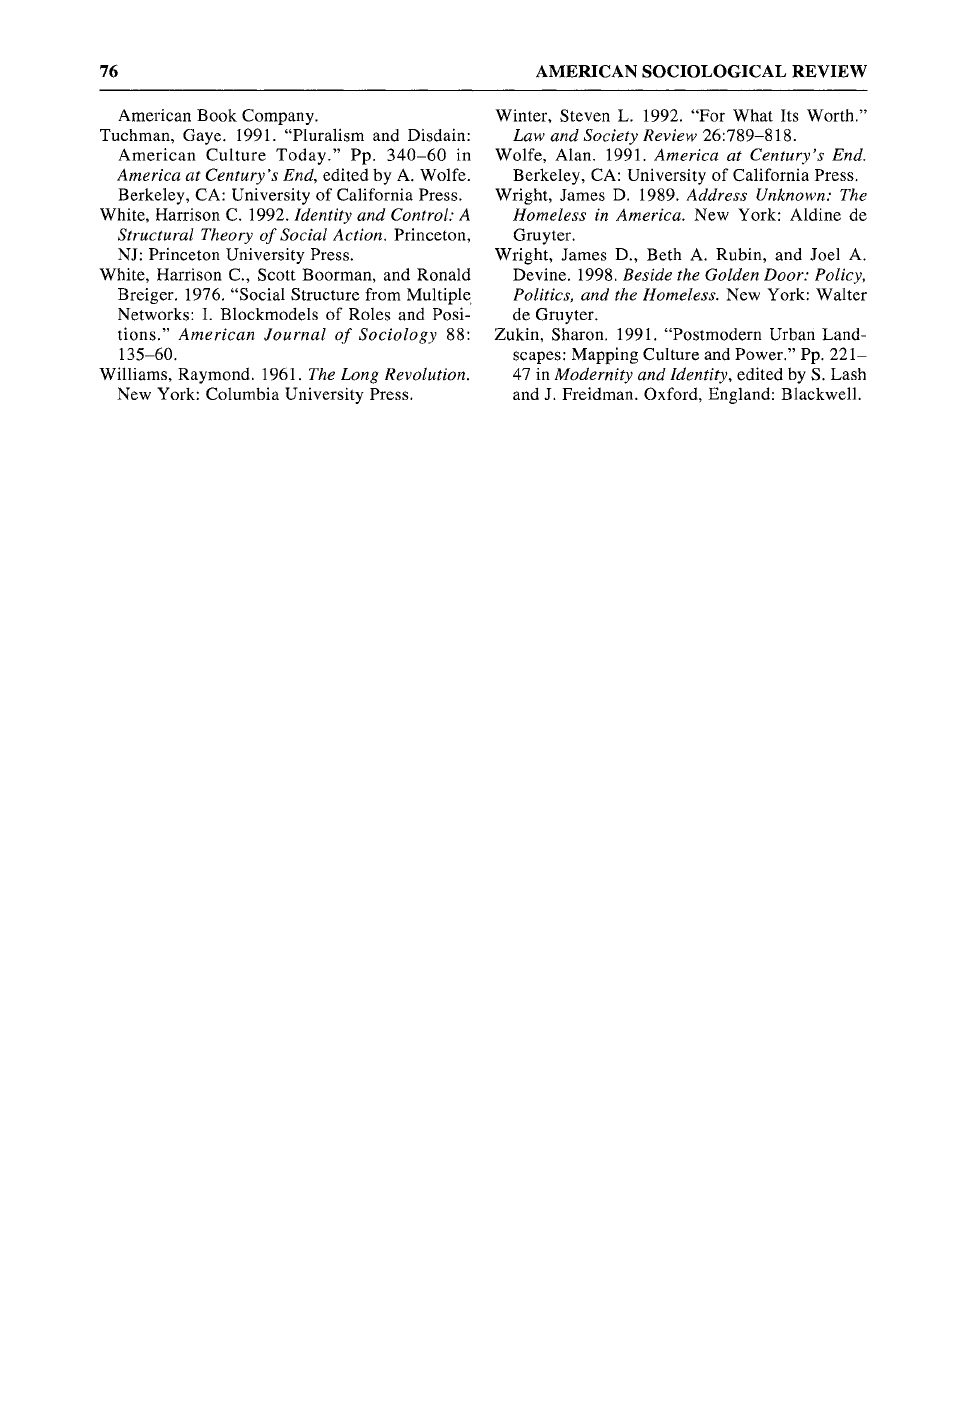 76
AMERICAN SOCIOLOGICAL REVIEW
American Book Company.
Tuchman, Gaye. 1991. “Pluralism and Disdain:
American Culture Today.” Pp. 340–60 in
America at Century’s End, edited by A. Wolfe.
Berkeley, CA: University of California Press.
White, Harrison C. 1992. Identity and Control: A
Structural Theory of Social Action. Princeton,
NJ: Princeton University Press.
White, Harrison C., Scott Boorman, and Ronald
Breiger. 1976. “Social Structure from Multiple
Networks: I. Blockmodels of Roles and Posi-
tions.” American Journal of Sociology 88:
135–60.
Williams, Raymond. 1961. The Long Revolution.
New York: Columbia University Press.
Winter, Steven L. 1992. “For What Its Worth.”
Law and Society Review 26:789–818.
Wolfe, Alan. 1991. America at Century’s End.
Berkeley, CA: University of California Press.
Wright, James D. 1989. Address Unknown: The
Homeless in America. New York: Aldine de
Gruyter.
Wright, James D., Beth A. Rubin, and Joel A.
Devine. 1998. Beside the Golden Door: Policy,
Politics, and the Homeless. New York: Walter
de Gruyter.
Zukin, Sharon. 1991. “Postmodern Urban Land-
scapes: Mapping Culture and Power.” Pp. 221–
47 in Modernity and Identity, edited by S. Lash
and J. Freidman. Oxford, England: Blackwell.